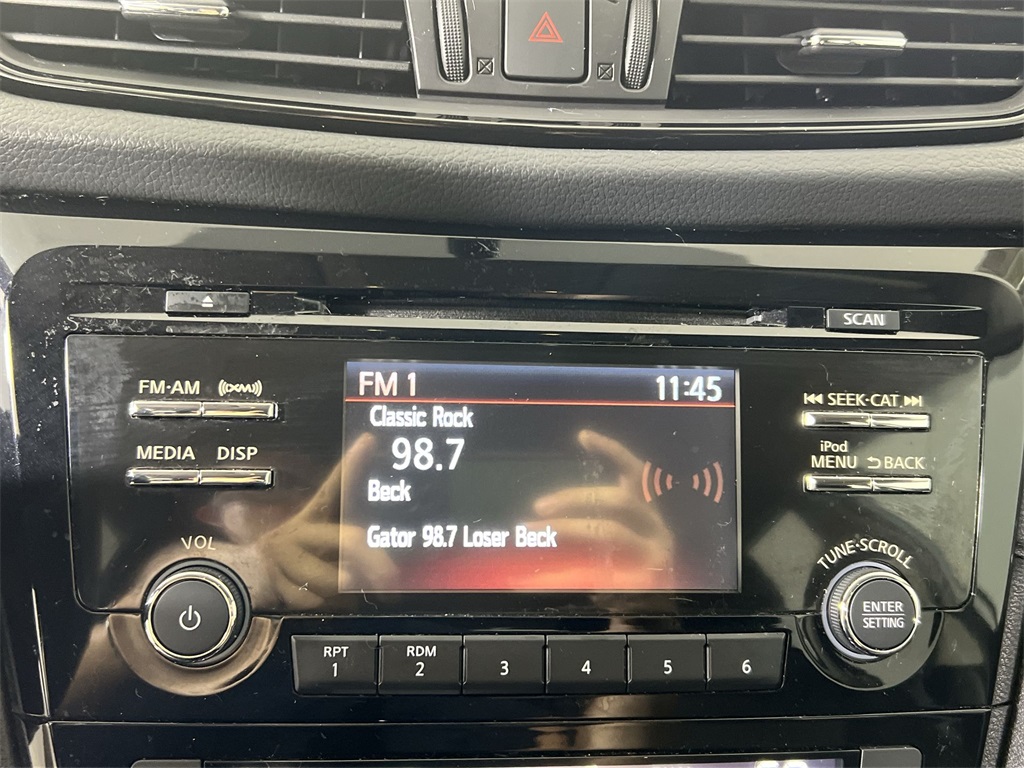 SCAN
FM·AM
((XM))
FM 1
11:45
Classic Rock
98.7
Beck
Gator 98.7 Loser Beck
SEEK·CAT
MEDIA
DISP
iPod
MENU
BACK
VOL
TUNE·SCROLL
ENTER
SETTING
RPT
1
RDM
2
3
4
5
6